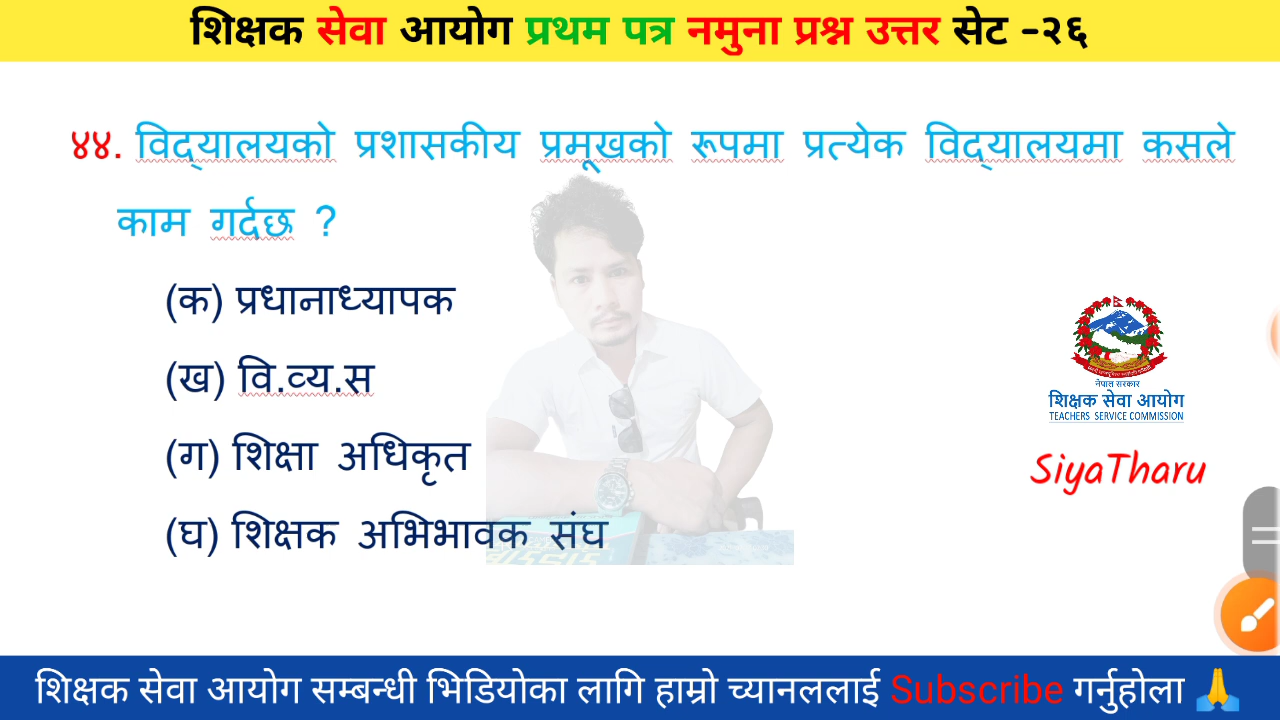 शिक्षक सेवा आयोग प्रथम पत्र नमुना प्रश्न उत्तर सेट -२६
४४. विद्यालयको प्रशासकीय प्रमूखको रूपमा प्रत्येक विद्यालयमा कसले
काम गर्दछ ?
(क) प्रधानाध्यापक
(ख) वि.व्य.स
(ग) शिक्षा अधिकृत
(घ) शिक्षक अभिभावक संघ
नेपाल सरकार
शिक्षक सेवा आयोग
TEACHERS SERVICE COMMISSION
SiyaTharu
शिक्षक सेवा आयोग सम्बन्धी भिडियोका लागि हाम्रो च्यानललाई Subscribe गर्नुहोला 🙏